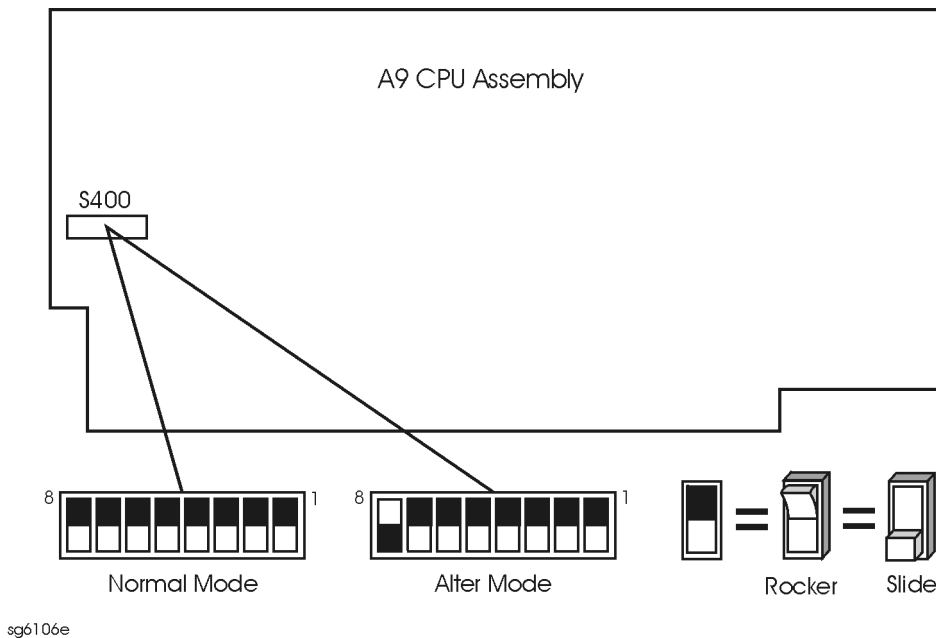 A9 CPU Assembly
S400
8 1
8 1
Normal Mode
Alter Mode
Rocker
Slide
sg6106e